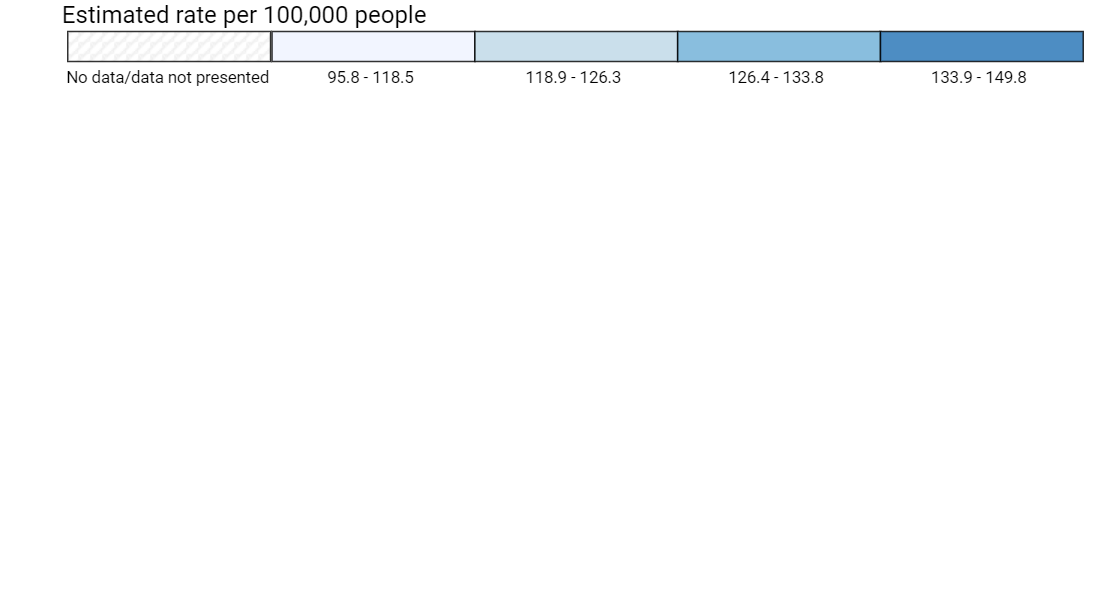 Estimated rate per 100,000 people
No data/data not presented 95.8 - 118.5 118.9 - 126.3 126.4 - 133.8 133.9 - 149.8